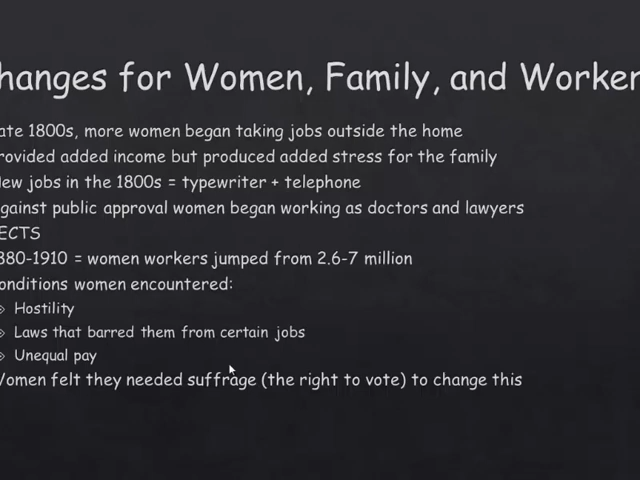 hanges for Women, Family, and Worker
ate 1800s, more women began taking jobs outside the home
rovided added income but produced added stress for the family
ew jobs in the 1800s = typewriter + telephone
gainst public approval women began working as doctors and lawyers
ECTS
880-1910 = women workers jumped from 2.6-7 million
onditions women encountered:
Hostility
Laws that barred them from certain jobs
Unequal pay
omen felt they needed suffrage (the right to vote) to change this